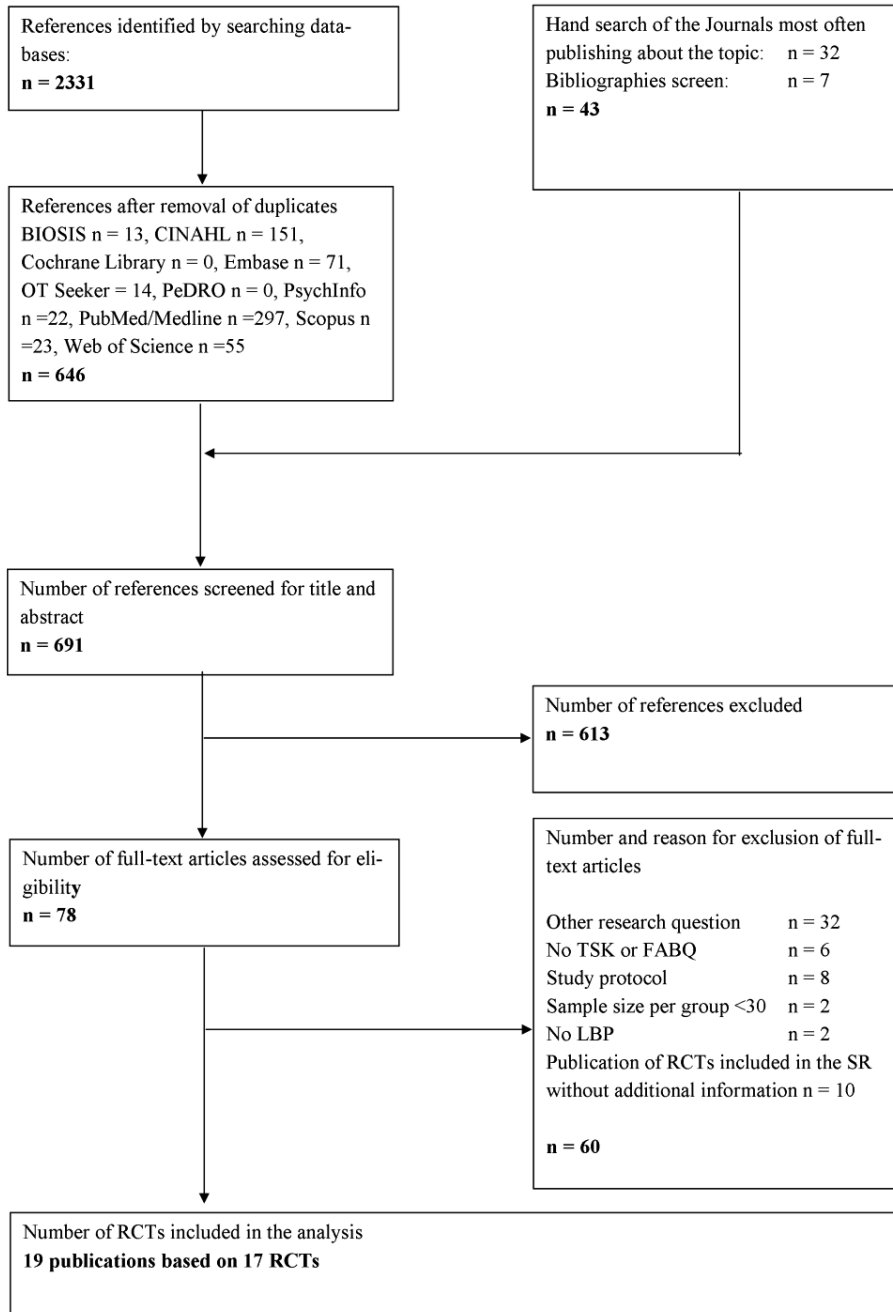 References identified by searching data-
bases:
n = 2331
Hand search of the Journals most often
publishing about the topic: n = 32
Bibliographies screen: n = 7
n = 43
References after removal of duplicates
BIOSIS n = 13, CINAHL n = 151,
Cochrane Library n = 0, Embase n = 71,
OT Seeker = 14, PeDRO n = 0, PsychInfo
n =22, PubMed/Medline n =297, Scopus n
=23, Web of Science n =55
n = 646
Number of references screened for title and
abstract
n = 691
Number of references excluded
n = 613
Number of full-text articles assessed for eli-
gibility
n = 78
Number and reason for exclusion of full-
text articles
Other research question n = 32
No TSK or FABQ n = 6
Study protocol n = 8
Sample size per group <30 n = 2
No LBP n = 2
Publication of RCTs included in the SR
without additional information n = 10
n = 60
Number of RCTs included in the analysis
19 publications based on 17 RCTs